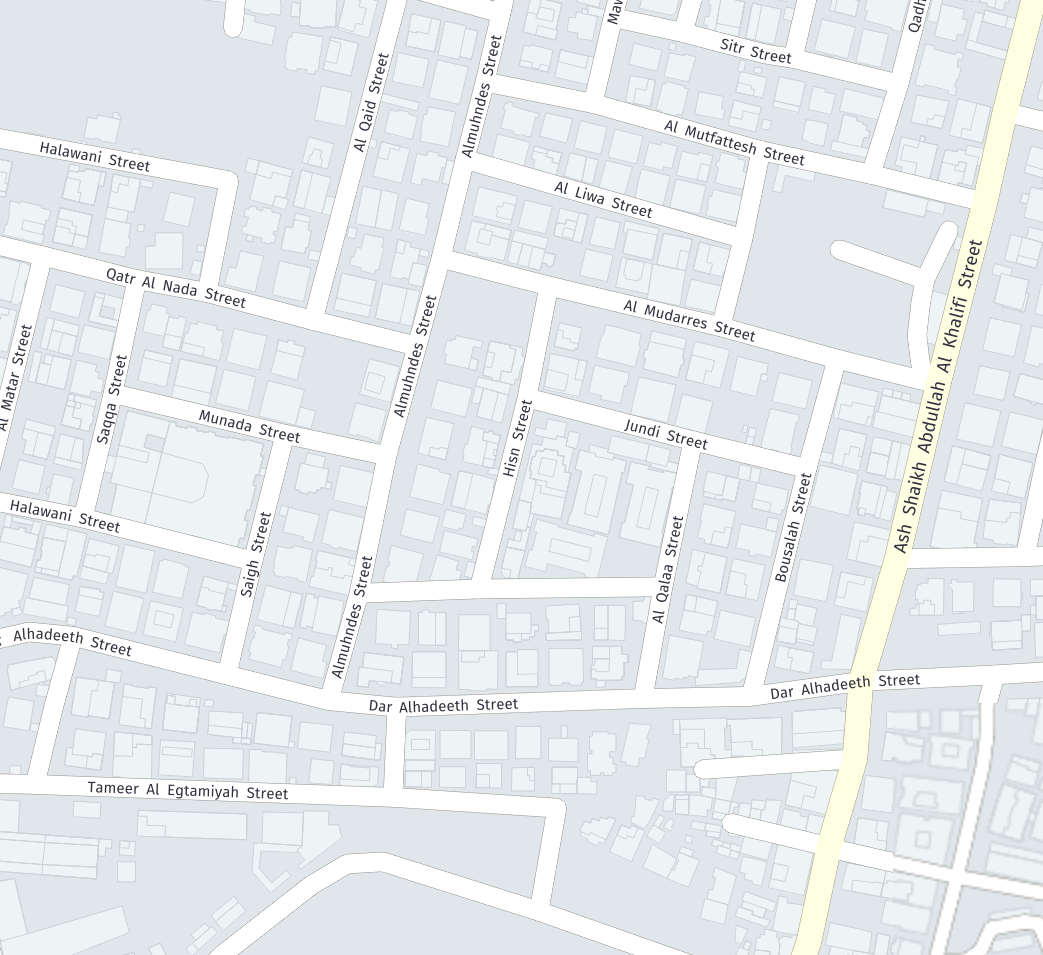 Maw
Qadh
Sitr Street
Al Qaid Street
Almuhndes Street
Al Mutfattesh Street
Halawani Street
Al Liwa Street
Qatr Al Nada Street
Al Mudarres Street
Ash Shaikh Abdullah Al Khalifi Street
Almuhndes Street
Al Matar Street
Saqqa Street
Munada Street
Hisn Street
Jundi Street
Halawani Street
Saigh Street
Bousalah Street
Al Qalaa Street
Almuhndes Street
Alhadeeth Street
Dar Alhadeeth Street
Dar Alhadeeth Street
Tameer Al Egtamiyah Street